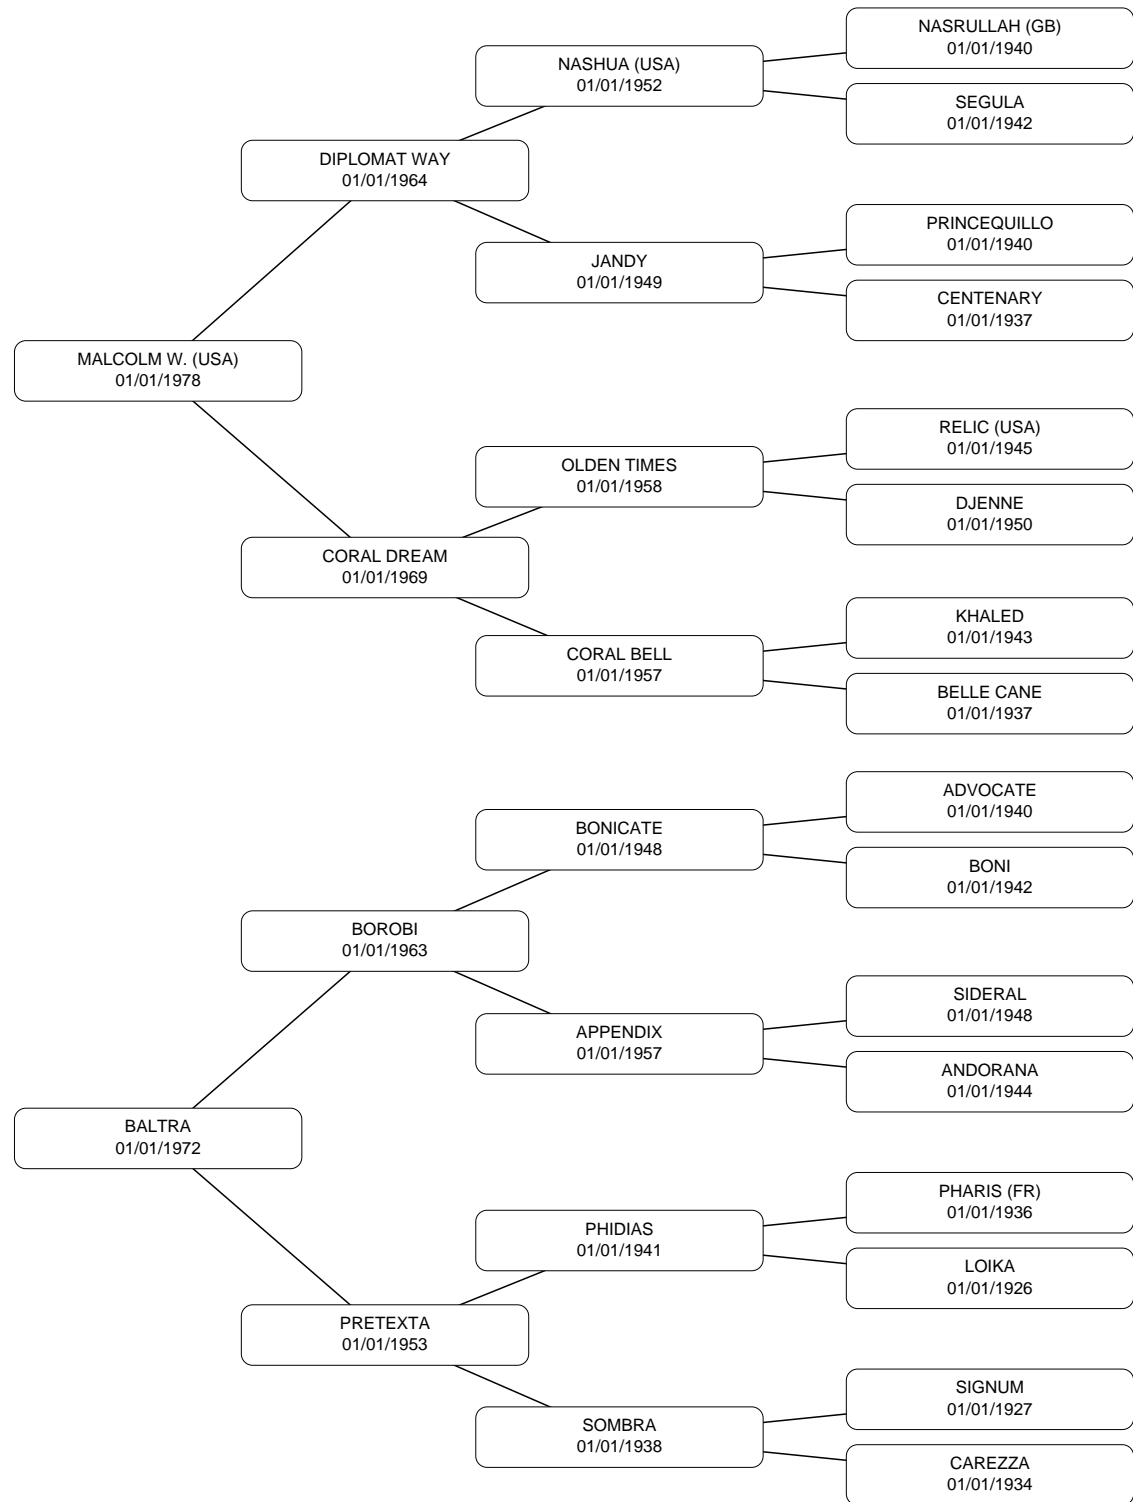 NASRULLAH (GB)
01/01/1940
NASHUA (USA)
01/01/1952
SEGULA
01/01/1942
DIPLOMAT WAY
01/01/1964
PRINCEQUILLO
01/01/1940
JANDY
01/01/1949
CENTENARY
01/01/1937
MALCOLM W. (USA)
01/01/1978
RELIC (USA)
01/01/1945
OLDEN TIMES
01/01/1958
DJENNE
01/01/1950
CORAL DREAM
01/01/1969
KHALED
01/01/1943
CORAL BELL
01/01/1957
BELLE CANE
01/01/1937
ADVOCATE
01/01/1940
BONICATE
01/01/1948
BONI
01/01/1942
BOROBI
01/01/1963
SIDERAL
01/01/1948
APPENDIX
01/01/1957
ANDORANA
01/01/1944
BALTRA
01/01/1972
PHARIS (FR)
01/01/1936
PHIDIAS
01/01/1941
LOIKA
01/01/1926
PRETEXTA
01/01/1953
SIGNUM
01/01/1927
SOMBRA
01/01/1938
CAREZZA
01/01/1934